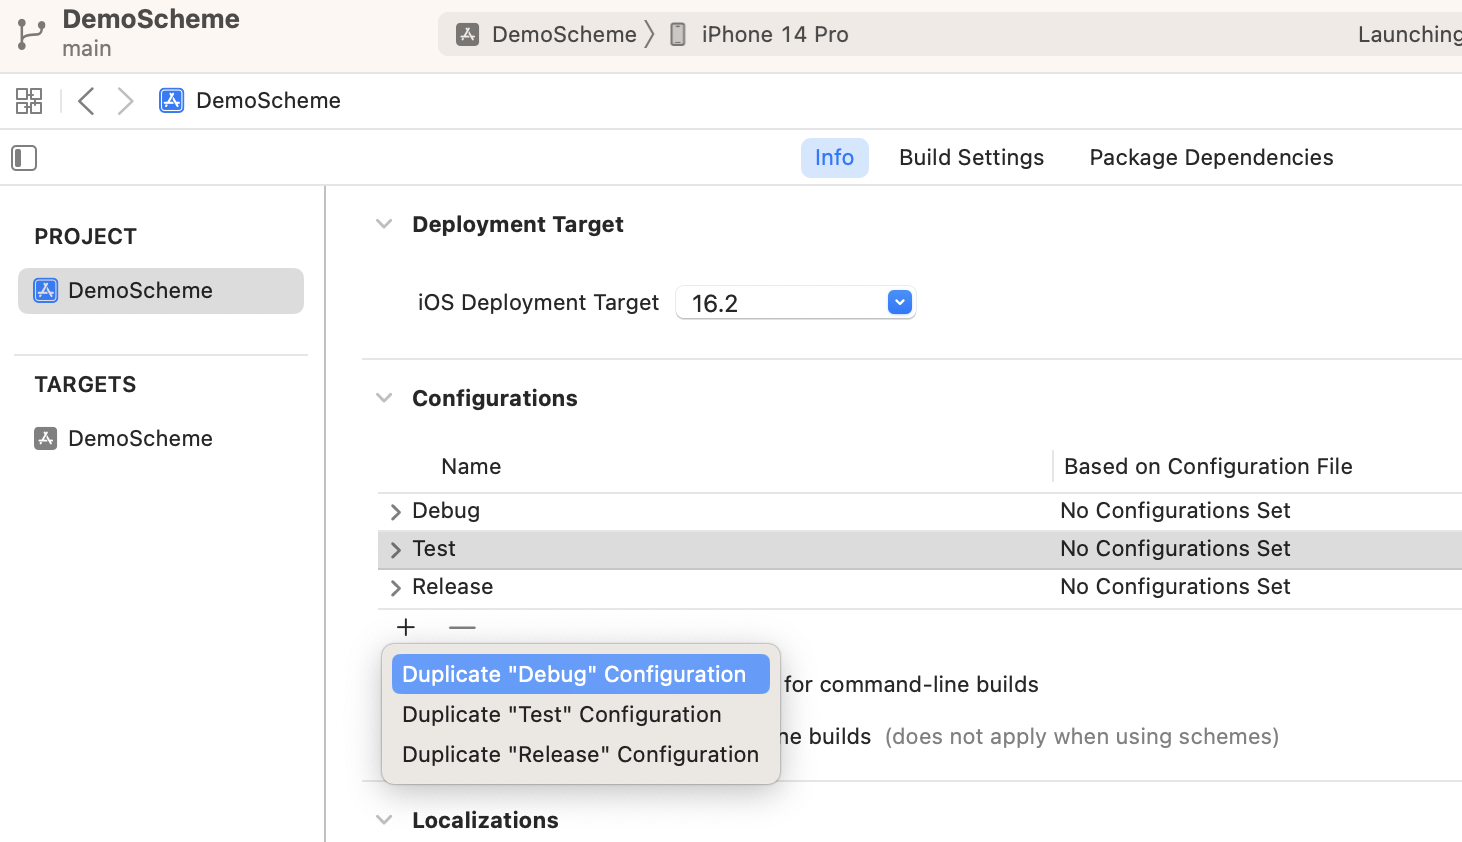 DemoScheme
main
DemoScheme
iPhone 14 Pro
Launching
DemoScheme
Info
Build Settings
Package Dependencies
PROJECT
DemoScheme
TARGETS
DemoScheme
Deployment Target
iOS Deployment Target 16.2
Configurations
Name Based on Configuration File
Debug No Configurations Set
Test No Configurations Set
Release No Configurations Set
Duplicate "Debug" Configuration
Duplicate "Test" Configuration
Duplicate "Release" Configuration
for command-line builds
ne builds (does not apply when using schemes)
Localizations